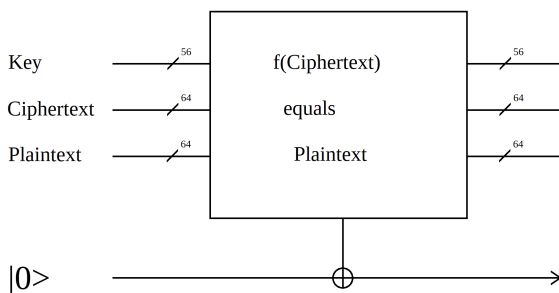 Key 56 f(Ciphertext) 56
Ciphertext 64 equals 64
Plaintext 64 Plaintext 64
|0>